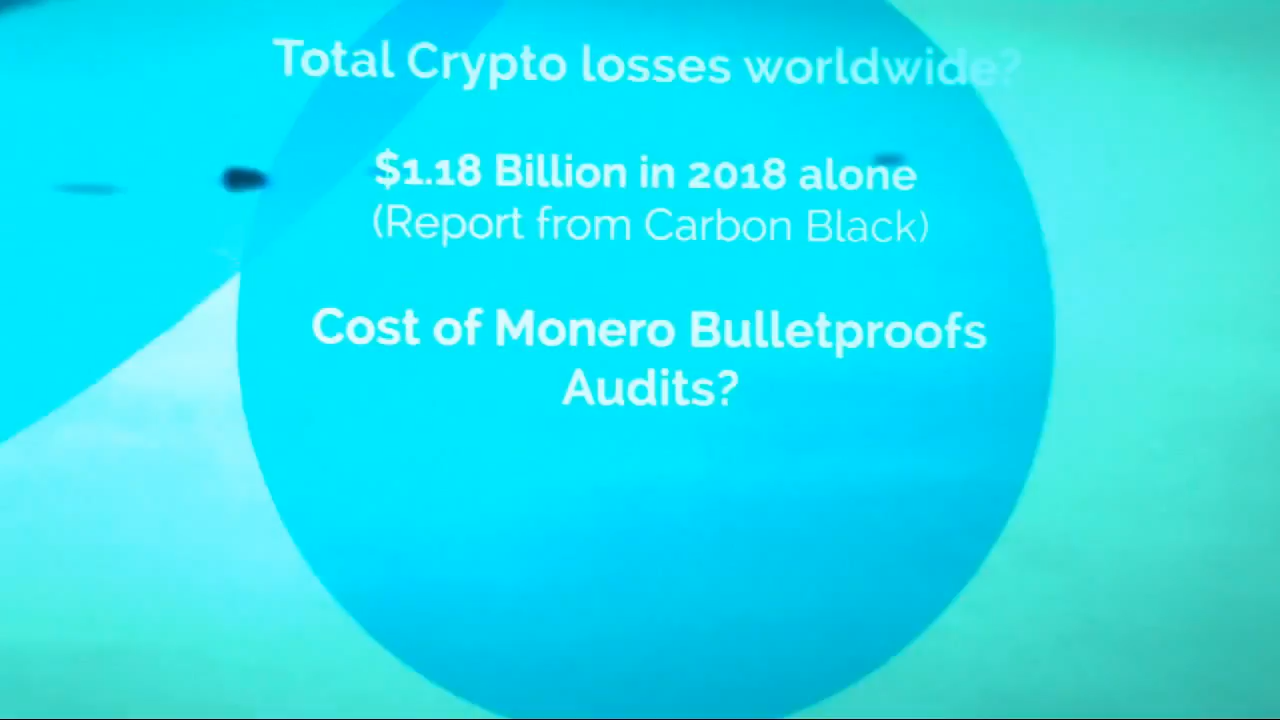 Total Crypto losses worldwide?
$1.18 Billion in 2018 alone
(Report from Carbon Black)
Cost of Monero Bulletproofs
Audits?